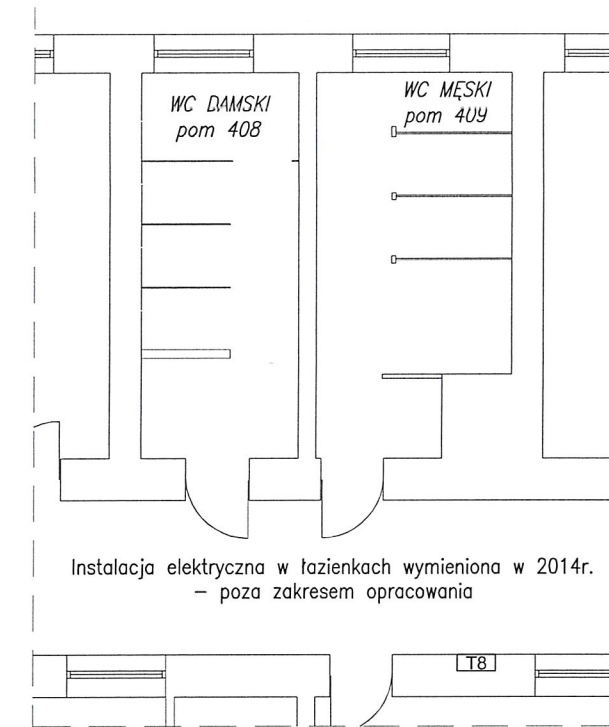 WC DAMSKI
pom 408
WC MĘSKI
pom 409
Instalacja elektryczna w łazienkach wymieniona w 2014r.
– poza zakresem opracowania
T8